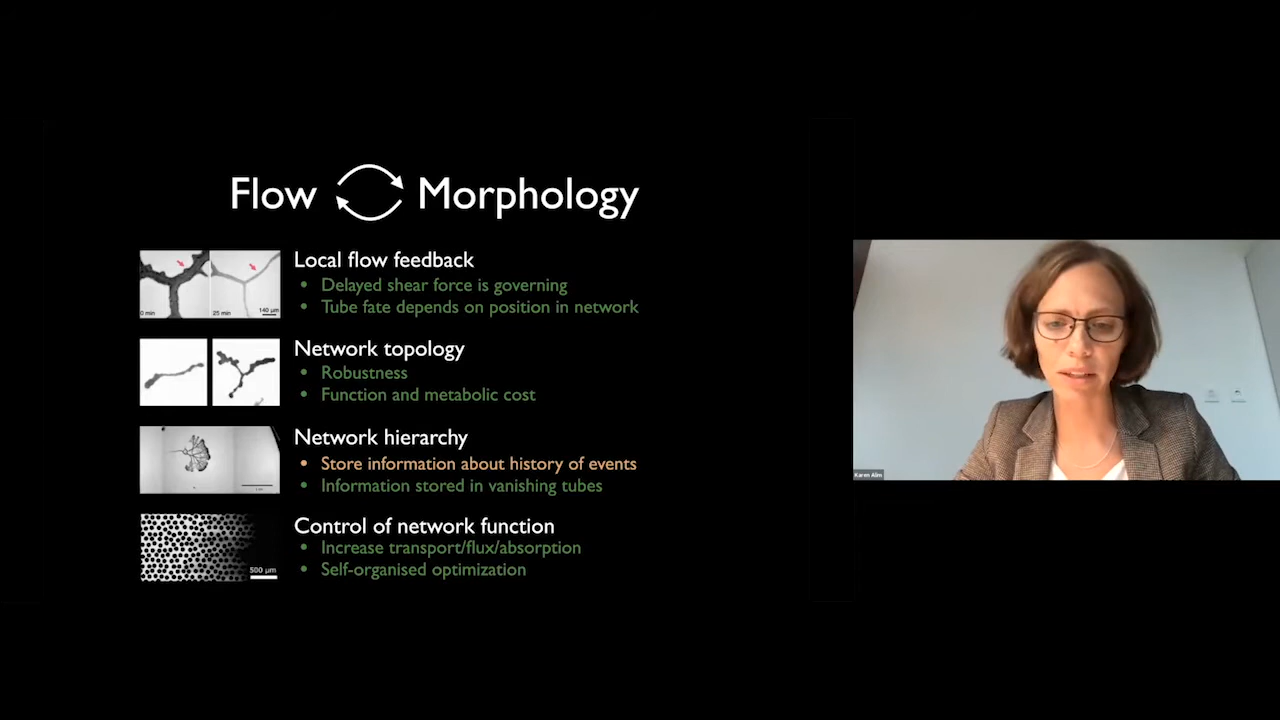 Flow Morphology
Local flow feedback
• Delayed shear force is governing
• Tube fate depends on position in network
0 min 25 min 140 µm
Network topology
• Robustness
• Function and metabolic cost
Network hierarchy
• Store information about history of events
• Information stored in vanishing tubes
Control of network function
• Increase transport/flux/absorption
• Self-organised optimization
500 µm
Karen Alim